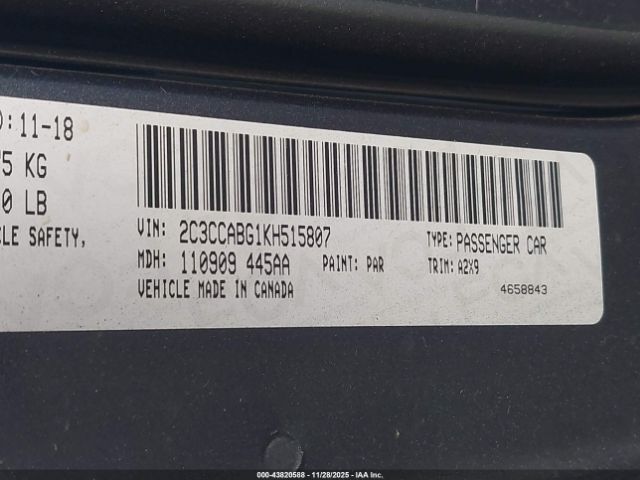 D: 11-18
5 KG
0 LB
CLE SAFETY,
VIN: 2C3CCABG1KH515807 TYPE: PASSENGER CAR
MDH: 110909 445AA PAINT: PAR TRIM: A2X9
VEHICLE MADE IN CANADA 4658843
000-43820588 — 11/28/2025 — IAA Inc.